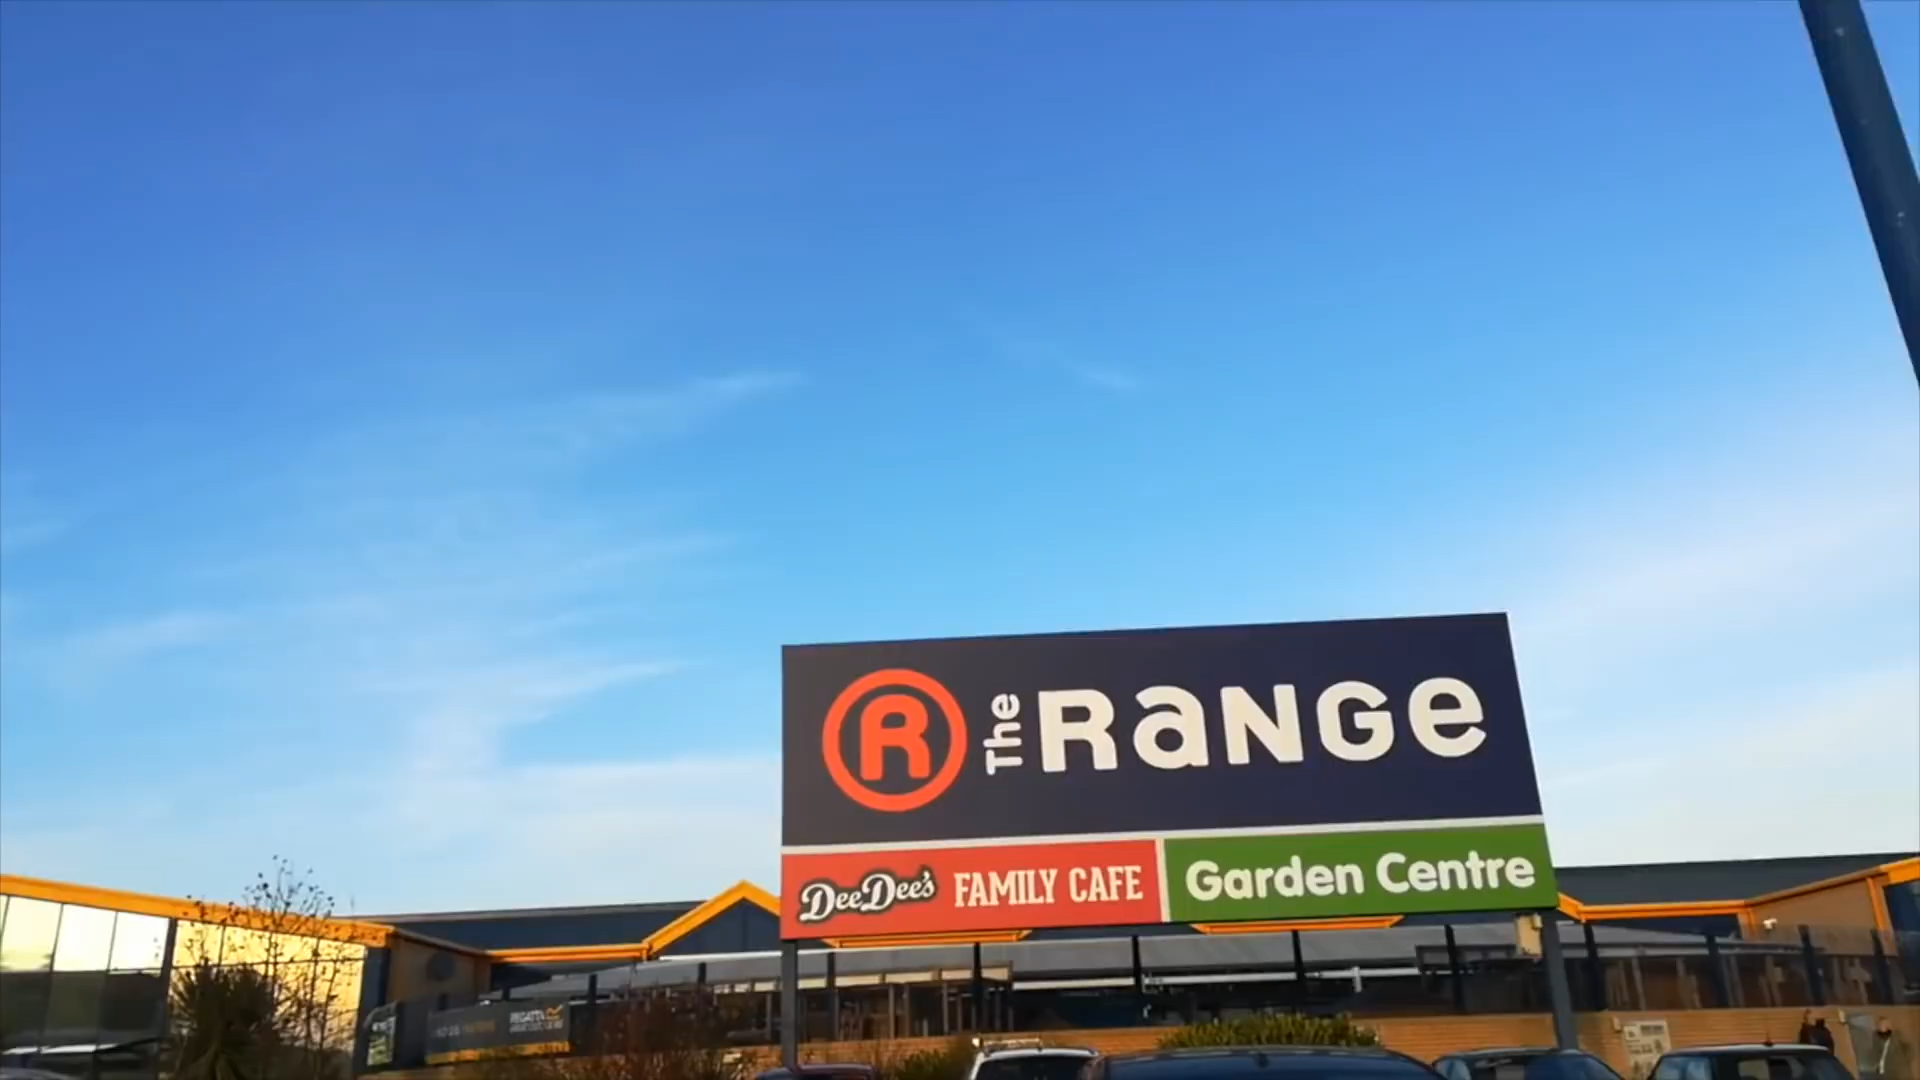 R The Range
DeeDee's FAMILY CAFE
Garden Centre
REGATTA